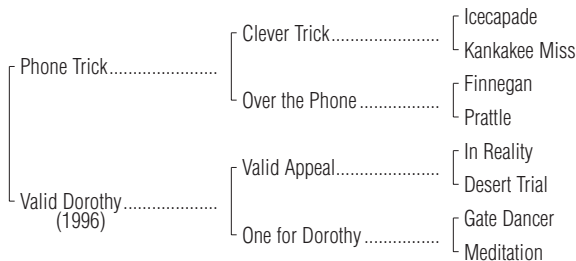 Icecapade
Clever Trick......................
Kankakee Miss
Phone Trick......................
Finnegan
Over the Phone ................
Prattle
In Reality
Valid Appeal.....................
Desert Trial
Valid Dorothy...................
(1996)
Gate Dancer
One for Dorothy ...............
Meditation